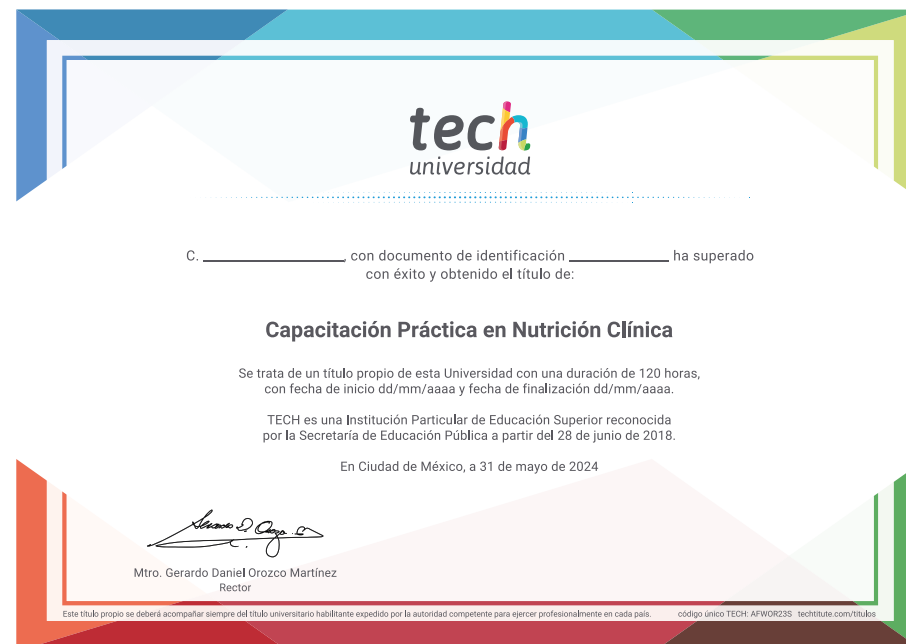 tech
universidad
C. ____________, con documento de identificación ____________ ha superado
con éxito y obtenido el título de:
Capacitación Práctica en Nutrición Clínica
Se trata de un título propio de esta Universidad con una duración de 120 horas,
con fecha de inicio dd/mm/aaaa y fecha de finalización dd/mm/aaaa.
TECH es una Institución Particular de Educación Superior reconocida
por la Secretaría de Educación Pública a partir del 28 de junio de 2018.
En Ciudad de México, a 31 de mayo de 2024
Mtro. Gerardo Daniel Orozco Martínez
Rector
Este título propio se deberá acompañar siempre del título universitario habilitante expedido por la autoridad competente para ejercer profesionalmente en cada país. código único TECH: AFWOR23S techtitute.com/titulos